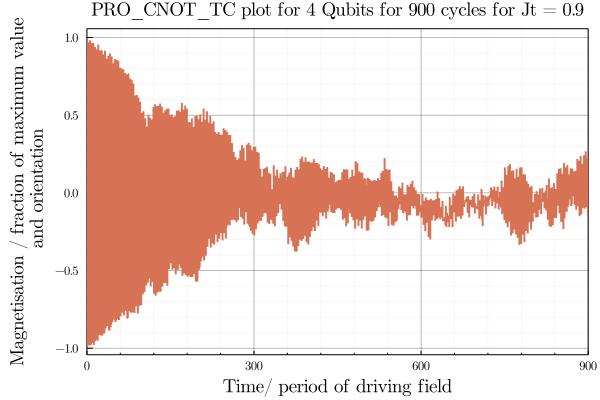 PRO_CNOT_TC plot for 4 Qubits for 900 cycles for Jt = 0.9
Magnetisation / fraction of maximum value
and orientation
1.0
0.5
0.0
−0.5
−1.0
0
300
600
900
Time/ period of driving field